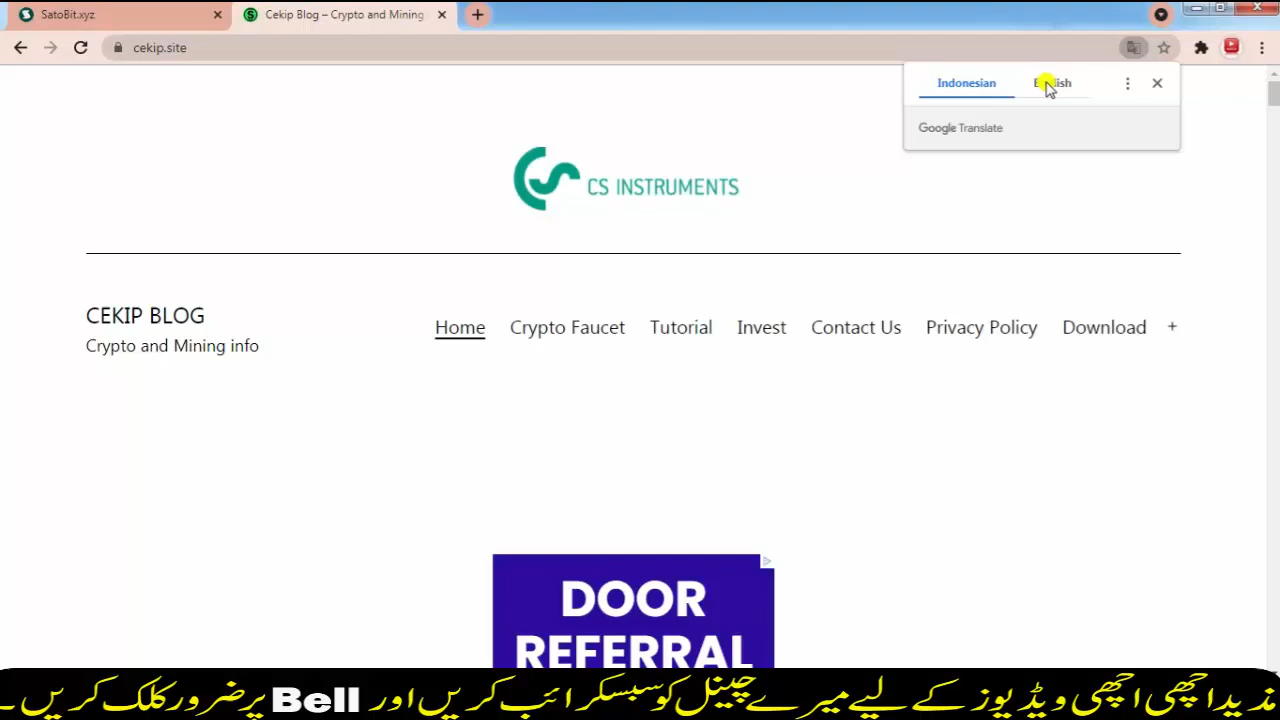 SatoBit.xyz
Cekip Blog – Crypto and Mining
cekip.site
Indonesian
English
Google Translate
CS INSTRUMENTS
CEKIP BLOG
Crypto and Mining info
Home
Crypto Faucet
Tutorial
Invest
Contact Us
Privacy Policy
Download
+
DOOR
REFERRAL
مذید اچھی اچھی ویڈیوز کے لیے میرے چینل کو سبسکرائب کریں اور Bell پر ضرور کلک کریں۔